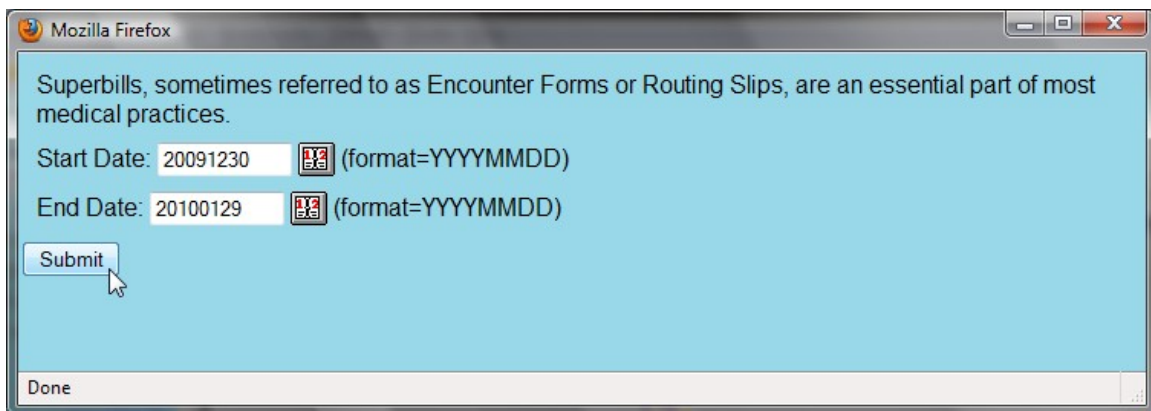 Mozilla Firefox
Superbills, sometimes referred to as Encounter Forms or Routing Slips, are an essential part of most
medical practices.
Start Date: 20091230 (format=YYYYMMDD)
End Date: 20100129 (format=YYYYMMDD)
Submit
Done